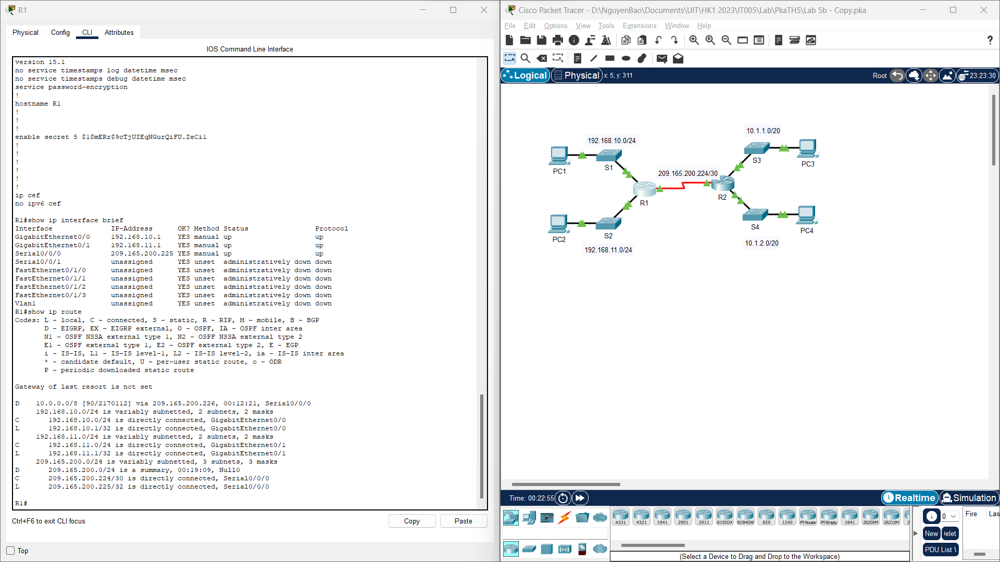 R1
Physical Config CLI Attributes
IOS Command Line Interface
version 15.1
no service timestamps log datetime msec
no service timestamps debug datetime msec
service password-encryption
!
hostname R1
!
!
!
enable secret 5 $1$mERr$9cTjUIEqNGurQiFU.ZeCi1
!
!
!
!
!
!
ip cef
no ipv6 cef
R1#show ip interface brief
Interface IP-Address OK? Method Status Protocol
GigabitEthernet0/0 192.168.10.1 YES manual up up
GigabitEthernet0/1 192.168.11.1 YES manual up up
Serial0/0/0 209.165.200.225 YES manual up up
Serial0/0/1 unassigned YES unset administratively down down
FastEthernet0/1/0 unassigned YES unset administratively down down
FastEthernet0/1/1 unassigned YES unset administratively down down
FastEthernet0/1/2 unassigned YES unset administratively down down
FastEthernet0/1/3 unassigned YES unset administratively down down
Vlan1 unassigned YES unset administratively down down
R1#show ip route
Codes: L - local, C - connected, S - static, R - RIP, M - mobile, B - BGP
D - EIGRP, EX - EIGRP external, O - OSPF, IA - OSPF inter area
N1 - OSPF NSSA external type 1, N2 - OSPF NSSA external type 2
E1 - OSPF external type 1, E2 - OSPF external type 2, E - EGP
i - IS-IS, L1 - IS-IS level-1, L2 - IS-IS level-2, ia - IS-IS inter area
* - candidate default, U - per-user static route, o - ODR
P - periodic downloaded static route
Gateway of last resort is not set
D 10.0.0.0/8 [90/2170112] via 209.165.200.226, 00:12:21, Serial0/0/0
192.168.10.0/24 is variably subnetted, 2 subnets, 2 masks
C 192.168.10.0/24 is directly connected, GigabitEthernet0/0
L 192.168.10.1/32 is directly connected, GigabitEthernet0/0
192.168.11.0/24 is variably subnetted, 2 subnets, 2 masks
C 192.168.11.0/24 is directly connected, GigabitEthernet0/1
L 192.168.11.1/32 is directly connected, GigabitEthernet0/1
209.165.200.0/24 is variably subnetted, 3 subnets, 3 masks
D 209.165.200.0/24 is a summary, 00:19:09, Null0
C 209.165.200.224/30 is directly connected, Serial0/0/0
L 209.165.200.225/32 is directly connected, Serial0/0/0
R1#
Ctrl+F6 to exit CLI focus
Copy Paste
Top
Cisco Packet Tracer - D:\NguyenBao\Documents\UIT\HK1 2023\IT005\Lab\PkaTH5\Lab 5b - Copy.pka
File Edit Options View Tools Extensions Window Help
Logical Physical x: 5, y: 311 Root 23:23:30
10.1.1.0/20
192.168.10.0/24
S3
PC3
S1
PC1
209.165.200.224/30
R2
R1
S4
PC4
S2
PC2
10.1.2.0/20
192.168.11.0/24
Time: 00:22:55 Realtime Simulation
4331 4321 1941 2901 2911 819IOX 819HGW 829 1240 PT-Router PT-Empty 1841 2620XM 2621XM 2
0 Fire Las
New elet
PDU List
(Select a Device to Drag and Drop to the Workspace)